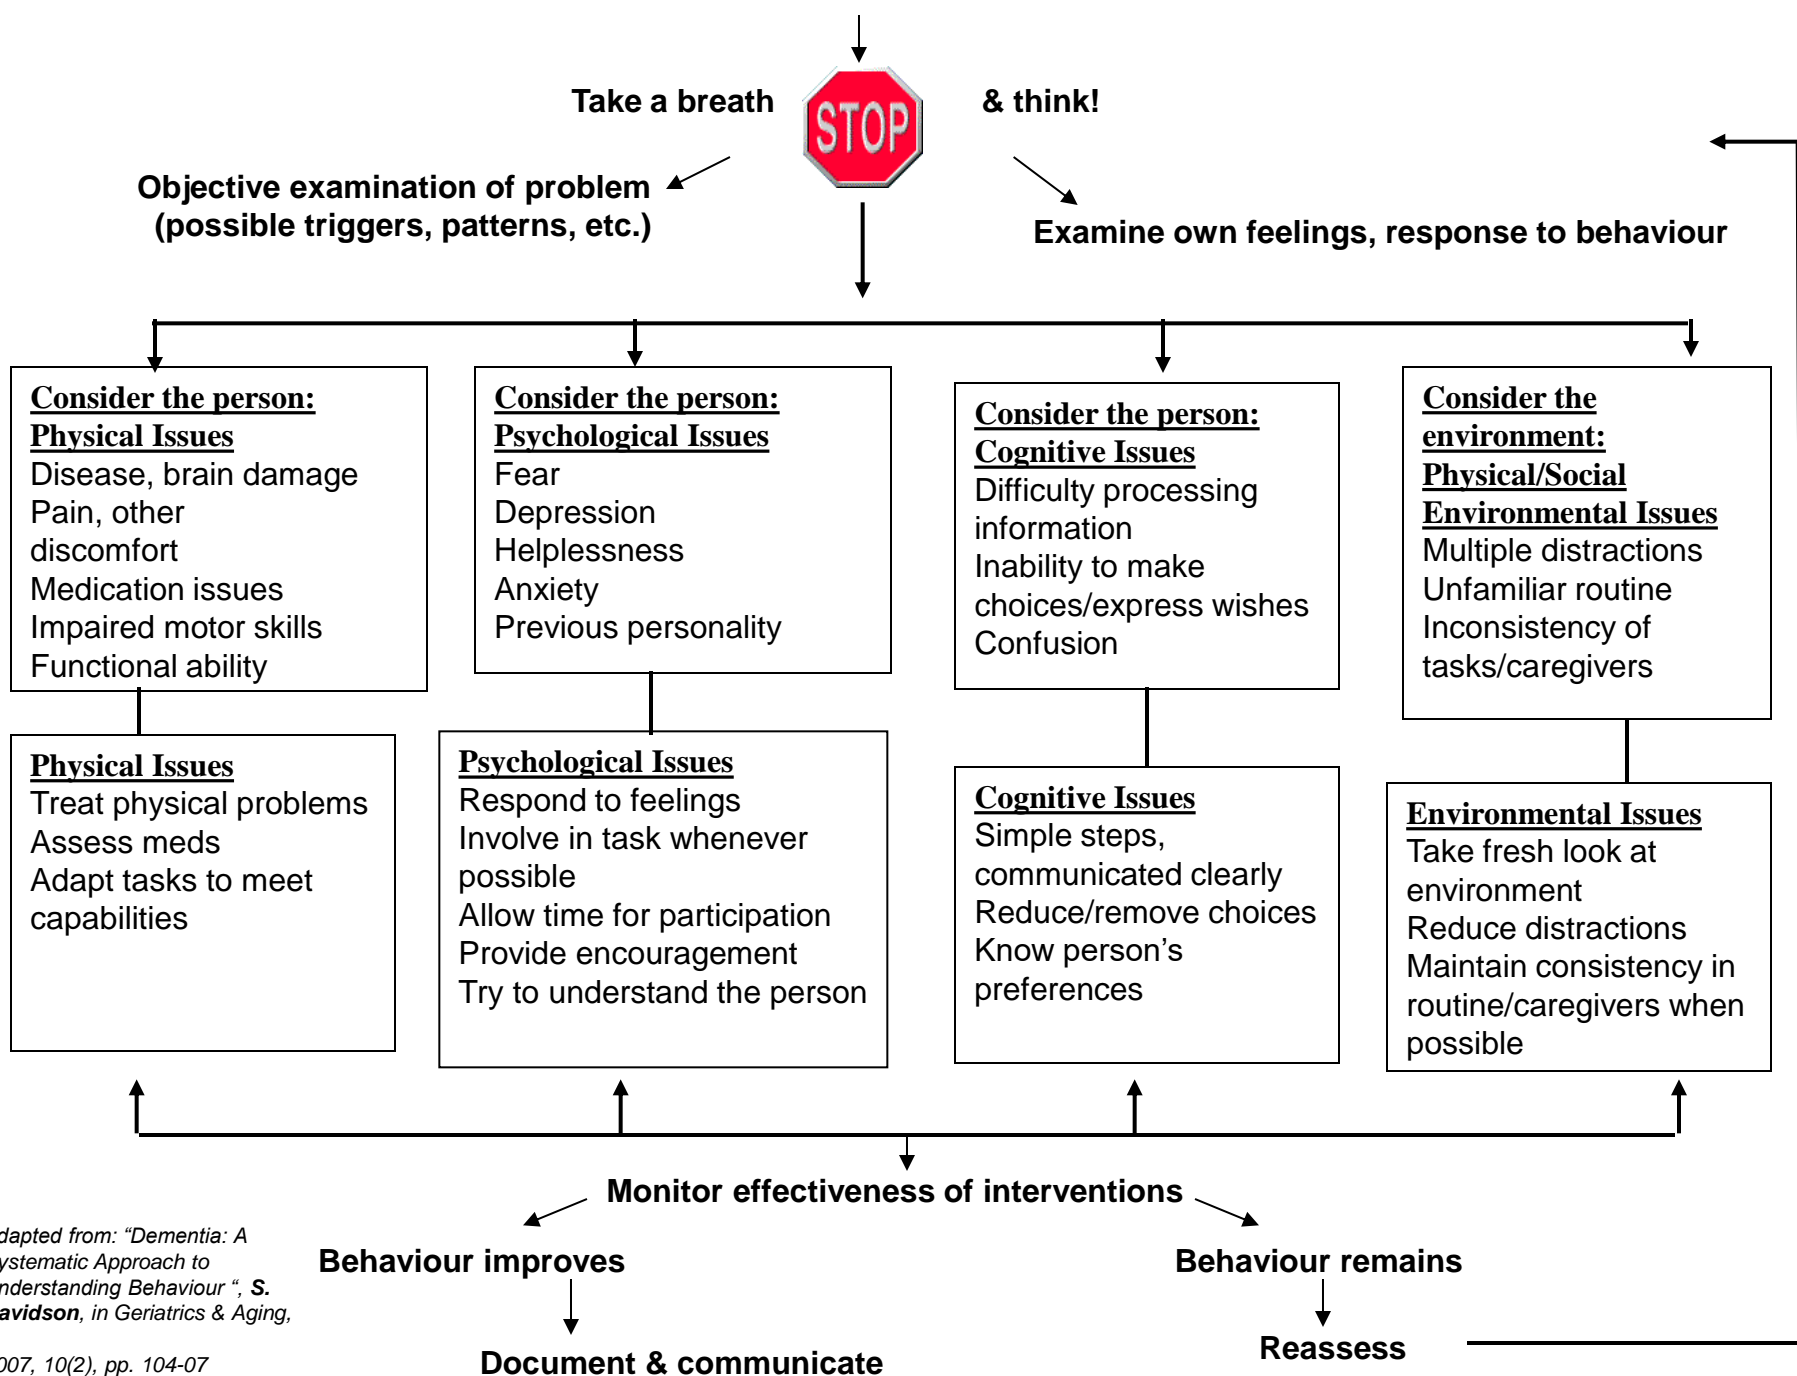 Take a breath STOP & think!
Objective examination of problem
(possible triggers, patterns, etc.)
Examine own feelings, response to behaviour
Consider the person:
Physical Issues
Disease, brain damage
Pain, other
discomfort
Medication issues
Impaired motor skills
Functional ability
Consider the person:
Psychological Issues
Fear
Depression
Helplessness
Anxiety
Previous personality
Consider the person:
Cognitive Issues
Difficulty processing
information
Inability to make
choices/express wishes
Confusion
Consider the
environment:
Physical/Social
Environmental Issues
Multiple distractions
Unfamiliar routine
Inconsistency of
tasks/caregivers
Physical Issues
Treat physical problems
Assess meds
Adapt tasks to meet
capabilities
Psychological Issues
Respond to feelings
Involve in task whenever
possible
Allow time for participation
Provide encouragement
Try to understand the person
Cognitive Issues
Simple steps,
communicated clearly
Reduce/remove choices
Know person’s
preferences
Environmental Issues
Take fresh look at
environment
Reduce distractions
Maintain consistency in
routine/caregivers when
possible
Monitor effectiveness of interventions
Behaviour improves
Behaviour remains
Document & communicate
Reassess
dapted from: “Dementia: A
ystematic Approach to
nderstanding Behaviour “, S.
avidson, in Geriatrics & Aging,
007, 10(2), pp. 104-07